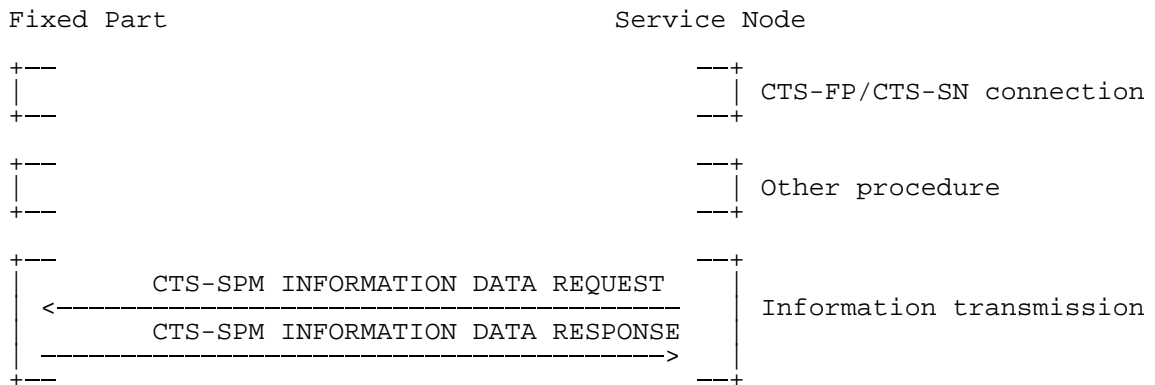 Fixed Part Service Node
CTS-FP/CTS-SN connection
Other procedure
CTS-SPM INFORMATION DATA REQUEST
Information transmission
CTS-SPM INFORMATION DATA RESPONSE